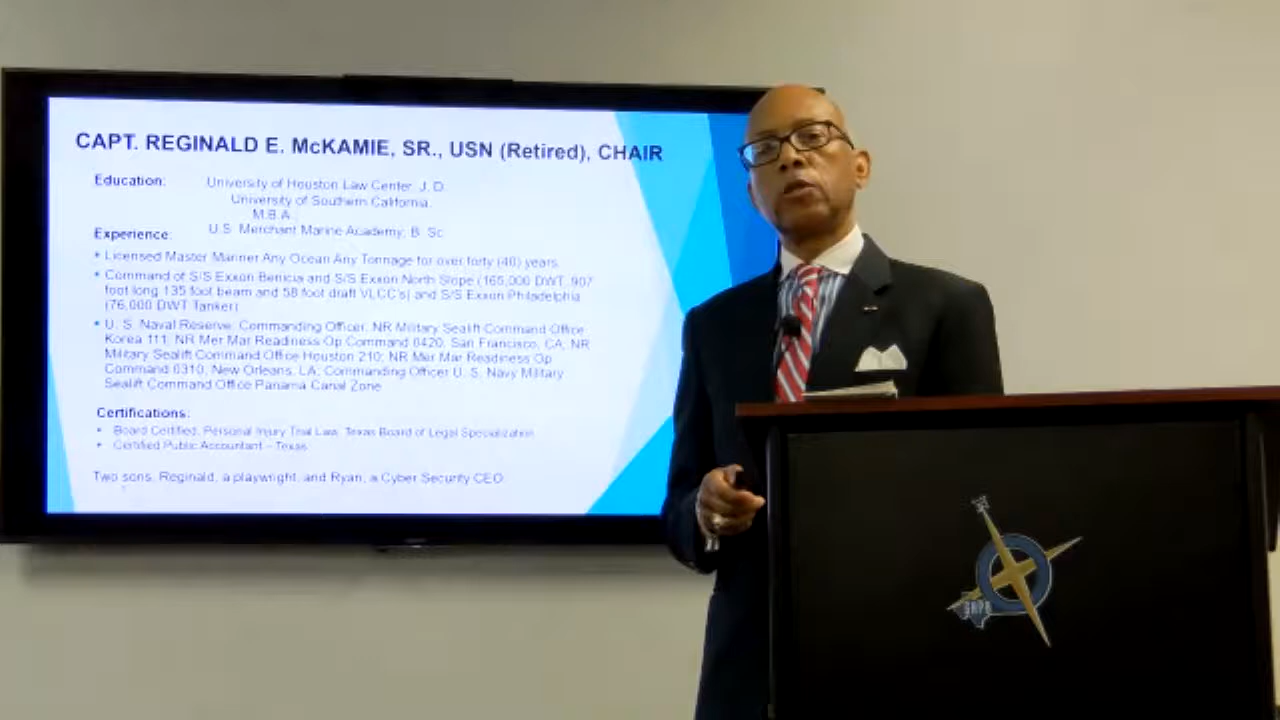 CAPT. REGINALD E. McKAMIE, SR., USN (Retired), CHAIR
Education: University of Houston Law Center, J. D.
University of Southern California,
M.B.A.,
U.S. Merchant Marine Academy, B. Sc.
Experience:
• Licensed Master Mariner Any Ocean Any Tonnage for over forty (40) years.
• Command of S/S Exxon Benicia and S/S Exxon North Slope (165,000 DWT, 907
foot long 135 foot beam and 58 foot draft VLCC's) and S/S Exxon Philadelphia
(76,000 DWT Tanker)
• U. S. Naval Reserve: Commanding Officer, NR Military Sealift Command Office
Korea 111; NR Mer Mar Readiness Op Command 0420, San Francisco, CA; NR
Military Sealift Command Office Houston 210; NR Mer Mar Readiness Op
Command 0310, New Orleans, LA; Commanding Officer U. S. Navy Military
Sealift Command Office Panama Canal Zone
Certifications:
• Board Certified, Personal Injury Trial Law, Texas Board of Legal Specialization
• Certified Public Accountant – Texas
Two sons, Reginald, a playwright, and Ryan, a Cyber Security CEO